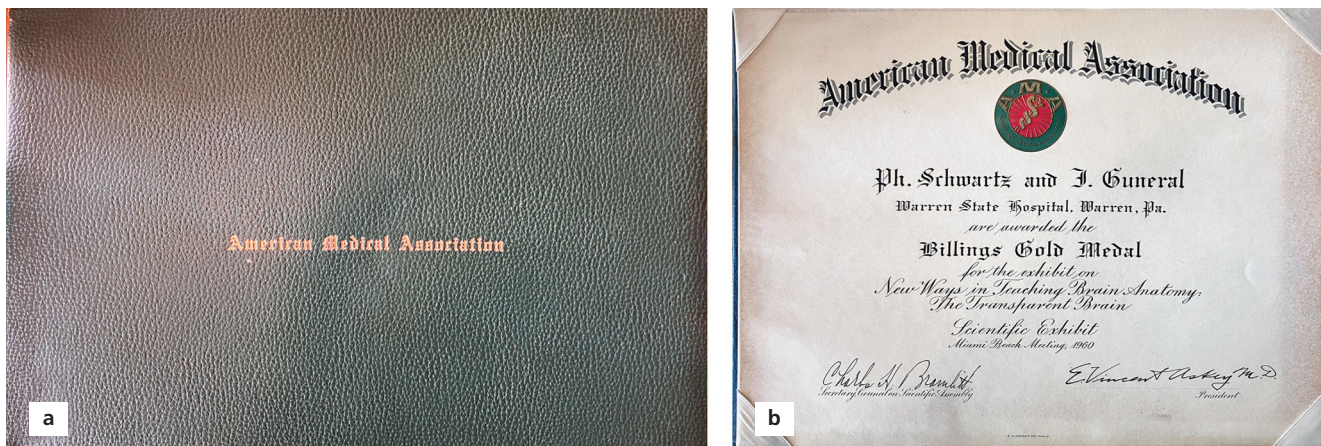 American Medical Association
a
American Medical Association
AMA
Ph. Schwartz and I. Guneral
Warren State Hospital, Warren, Pa.
are awarded the
Billings Gold Medal
for the exhibit on
New Ways in Teaching Brain Anatomy:
The Transparent Brain
Scientific Exhibit
Miami Beach Meeting, 1960
Charles H. Bramlitt
E. Vincent Askey M.D.
Secretary, Council on Scientific Assembly
President
b